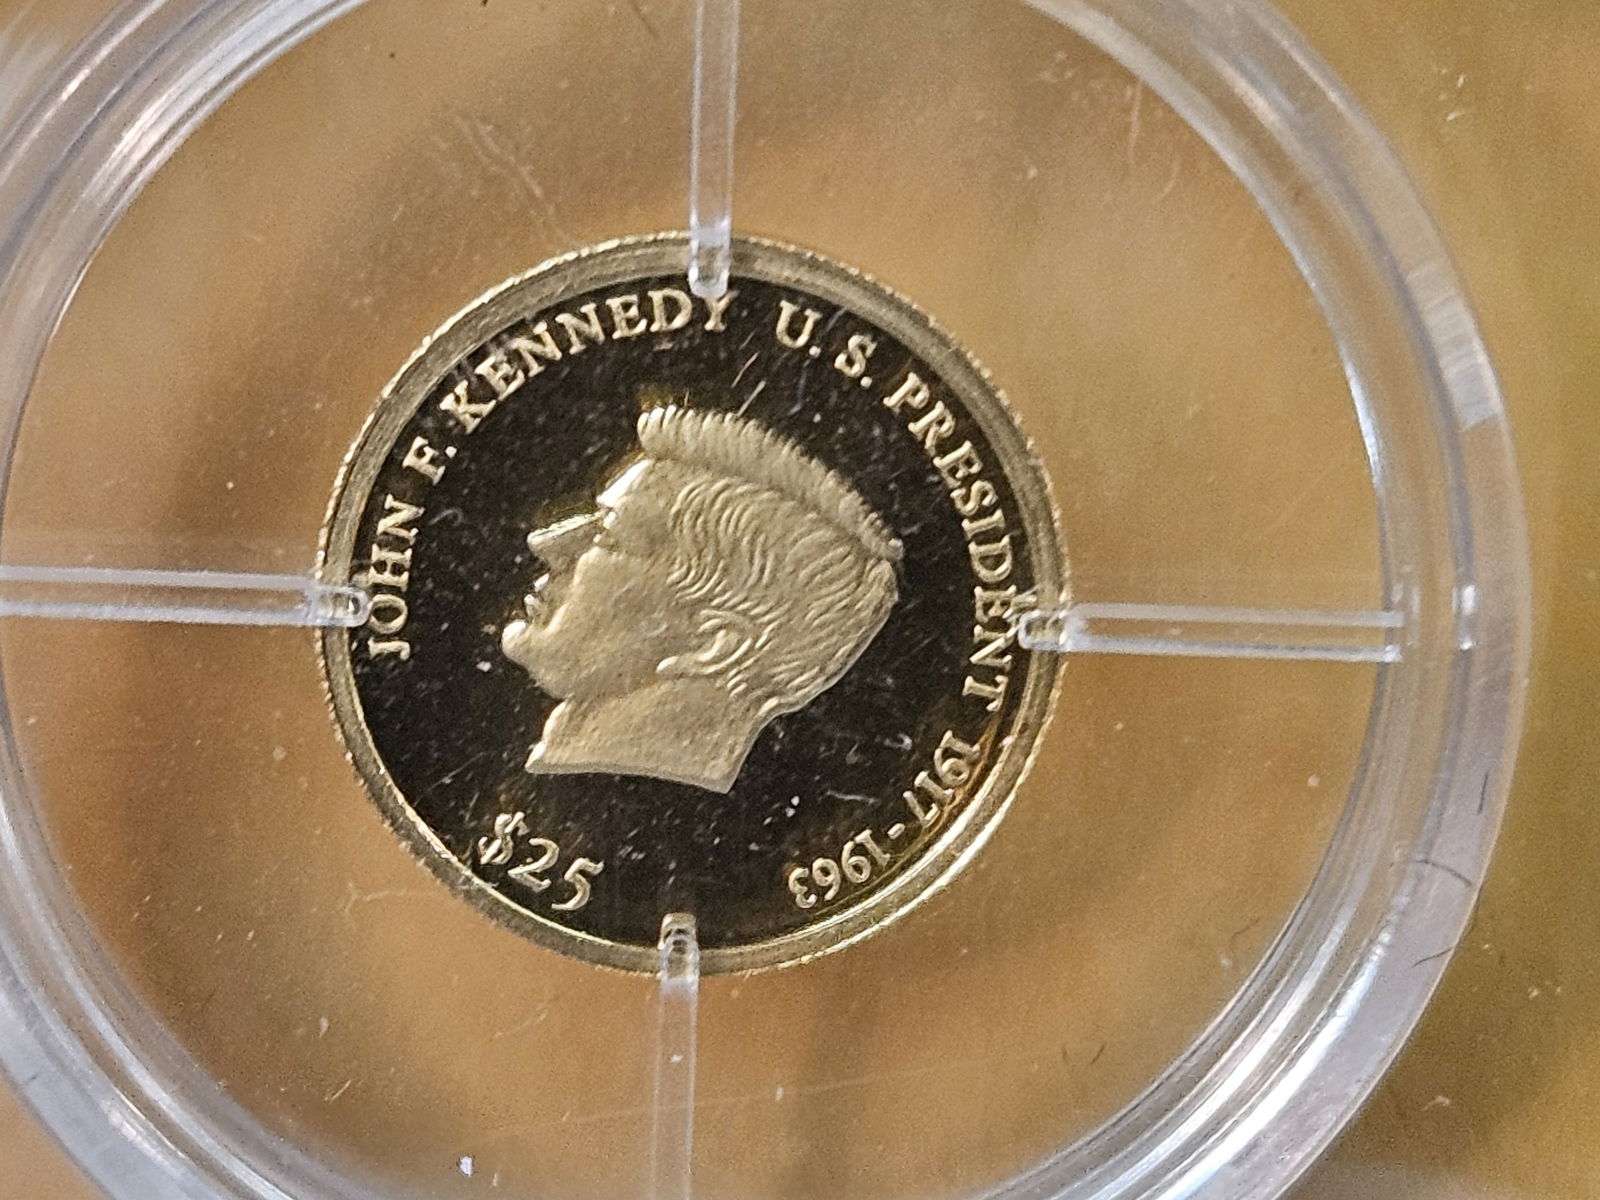 JOHN F. KENNEDY U.S. PRESIDENT 1917-1963
$25